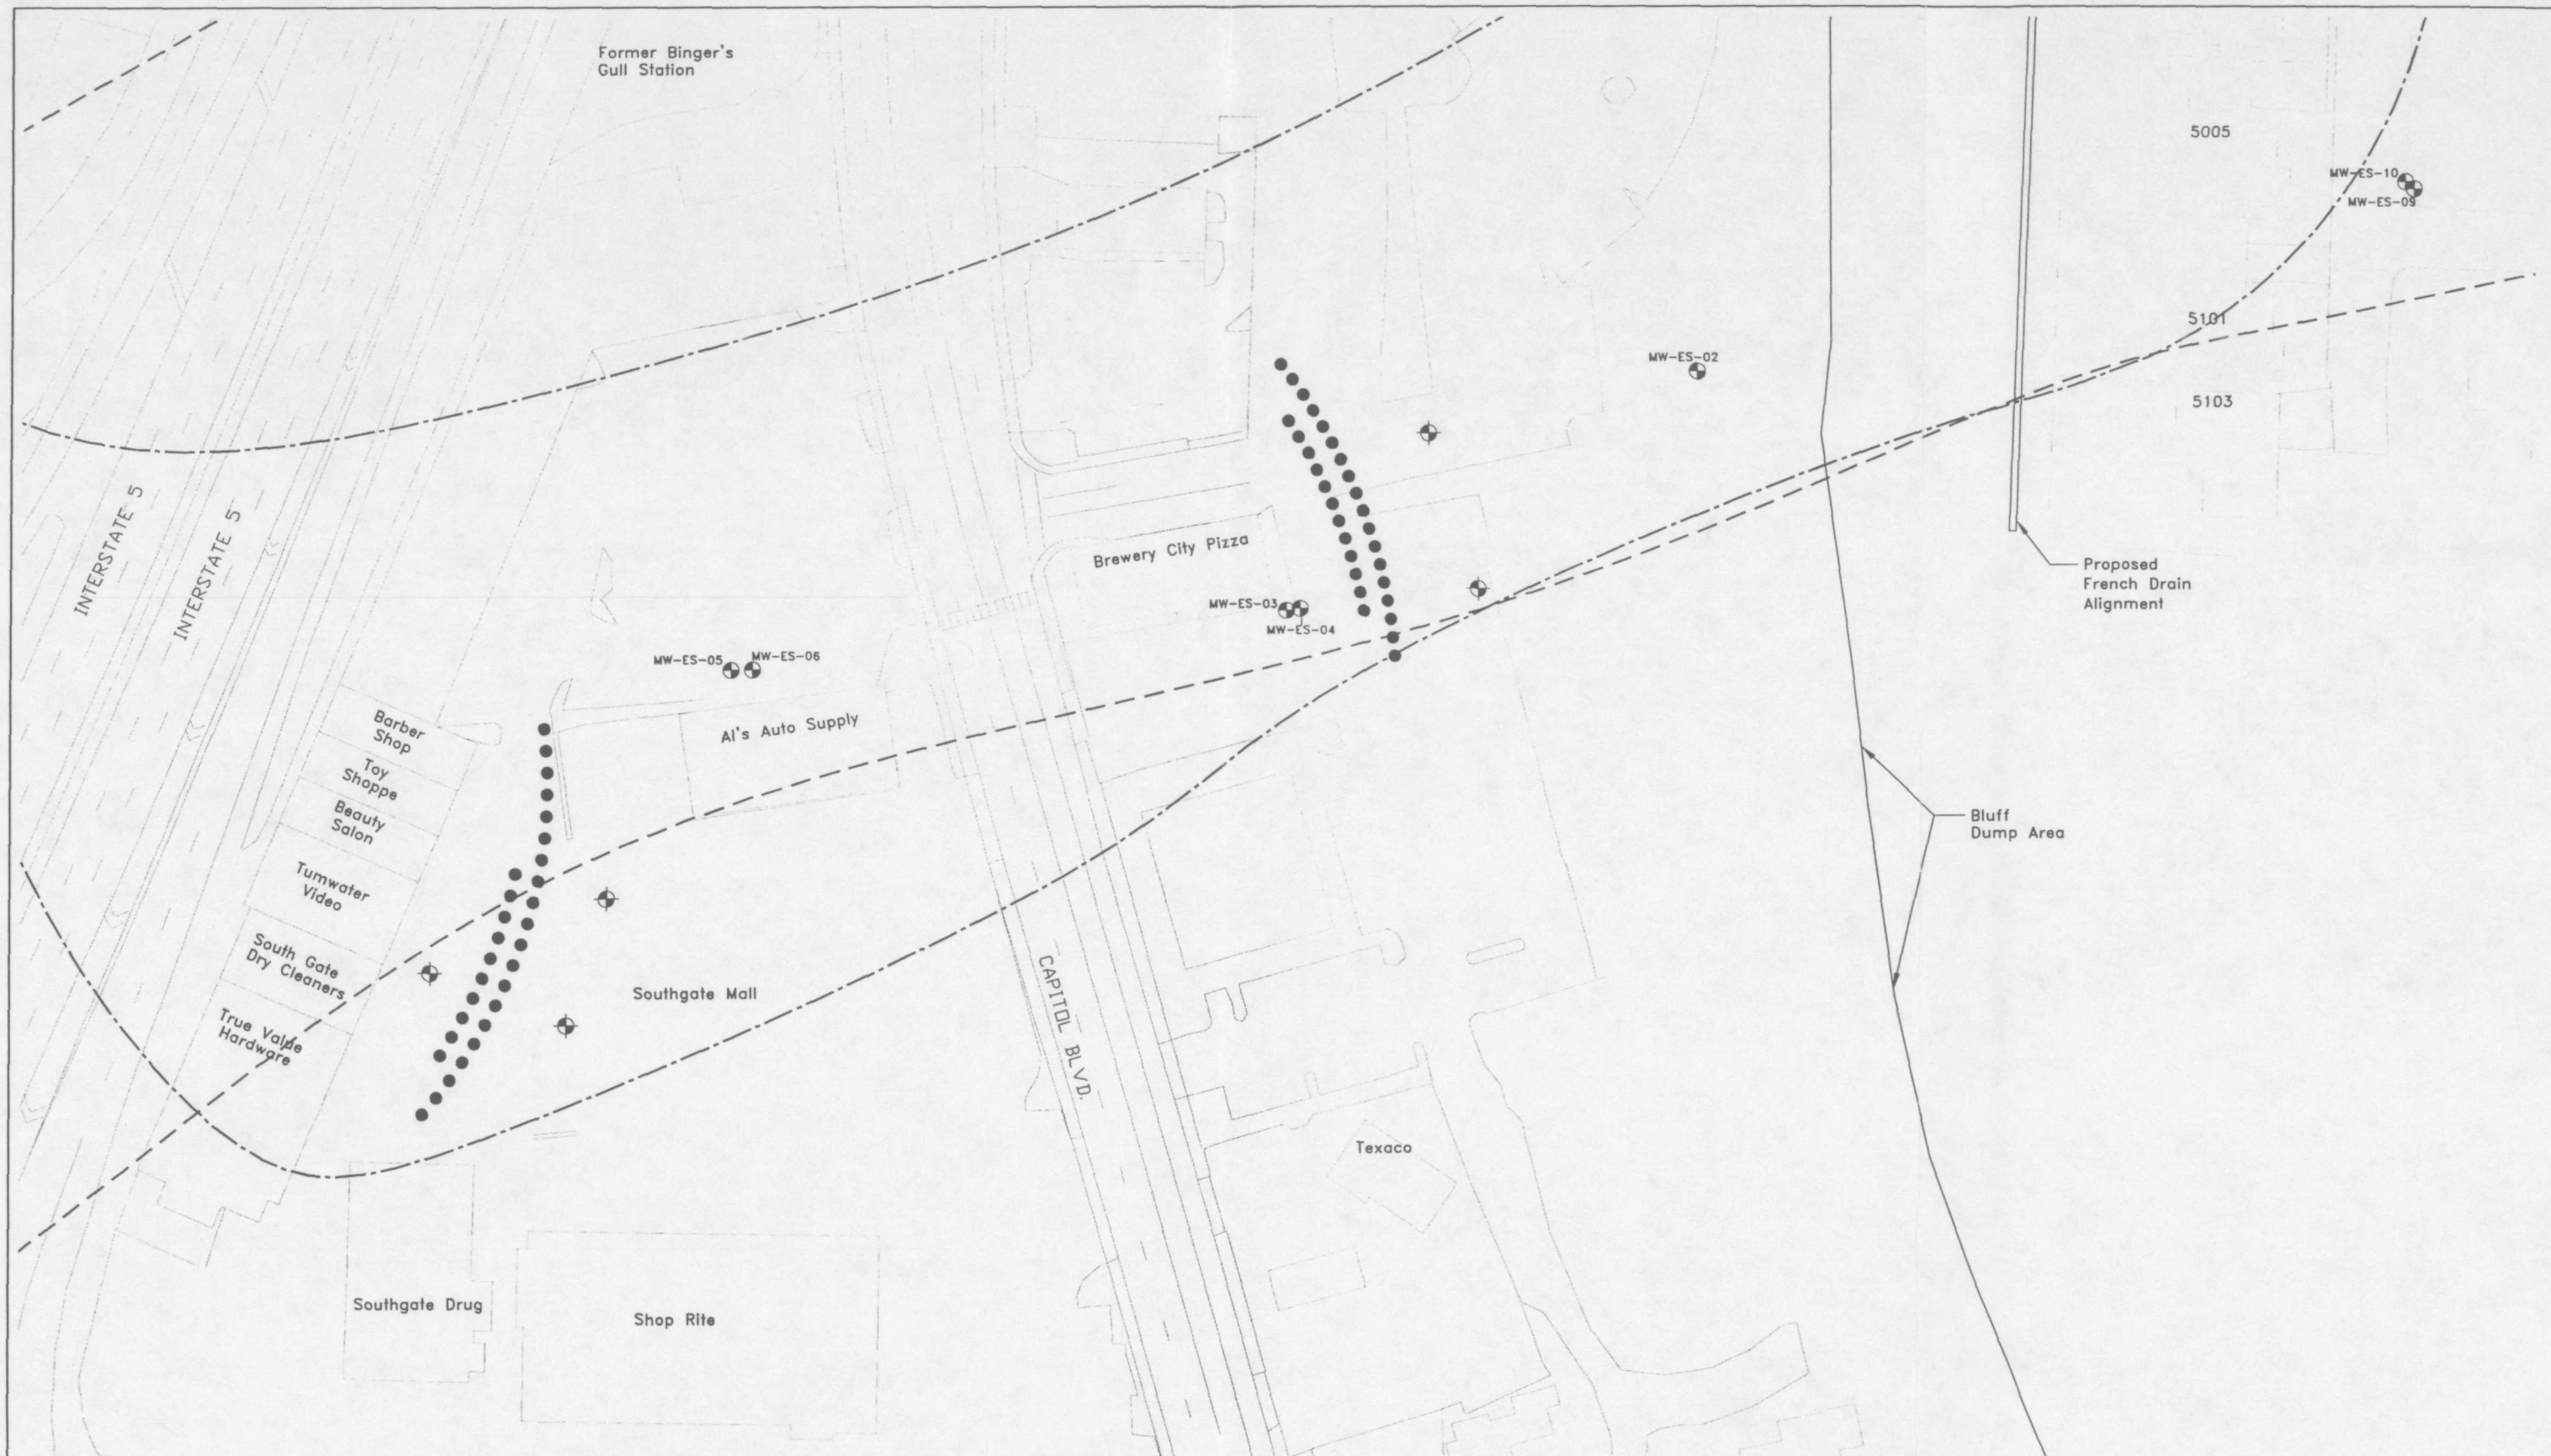 Former Binger's
Gull Station
5005
MW-ES-10
MW-ES-09
5101
MW-ES-02
5103
INTERSTATE 5
INTERSTATE 5
Brewery City Pizza
Proposed
French Drain
Alignment
MW-ES-03
MW-ES-04
MW-ES-05
MW-ES-06
Barber
Shop
Al's Auto Supply
Toy
Shoppe
Beauty
Salon
Bluff
Dump Area
Tumwater
Video
South Gate
Dry Cleaners
Southgate Mall
CAPITOL BLVD.
True Value
Hardware
Texaco
Southgate Drug
Shop Rite